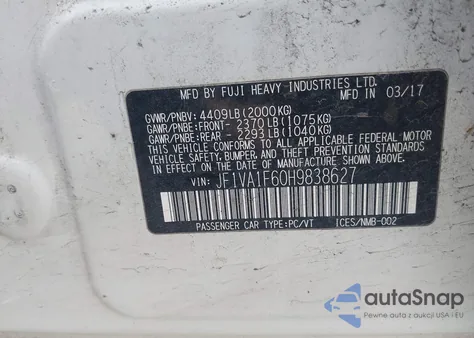 MFD BY FUJI HEAVY INDUSTRIES LTD.
IN 03/17
GVWR/PNBV: 4409LB(2000KG)
GAWR/PNBE:FRONT - 2370LB(1075KG)
GAWR/PNBE:REAR - 2293LB(1040KG)
THIS VEHICLE CONFORMS TO ALL APPLICABLE FEDERAL MOTOR
VEHICLE SAFETY, BUMPER, AND THEFT PREVENTION STANDARDS
IN EFFECT ON THE DATE OF MANUFACTURE SHOWN ABOVE.
VIN: JF1VA1F60H9838627
PASSENGER CAR TYPE:PC/VT ICES/NMB-002
autoSnap
Pewne auta z aukcji USA i EU